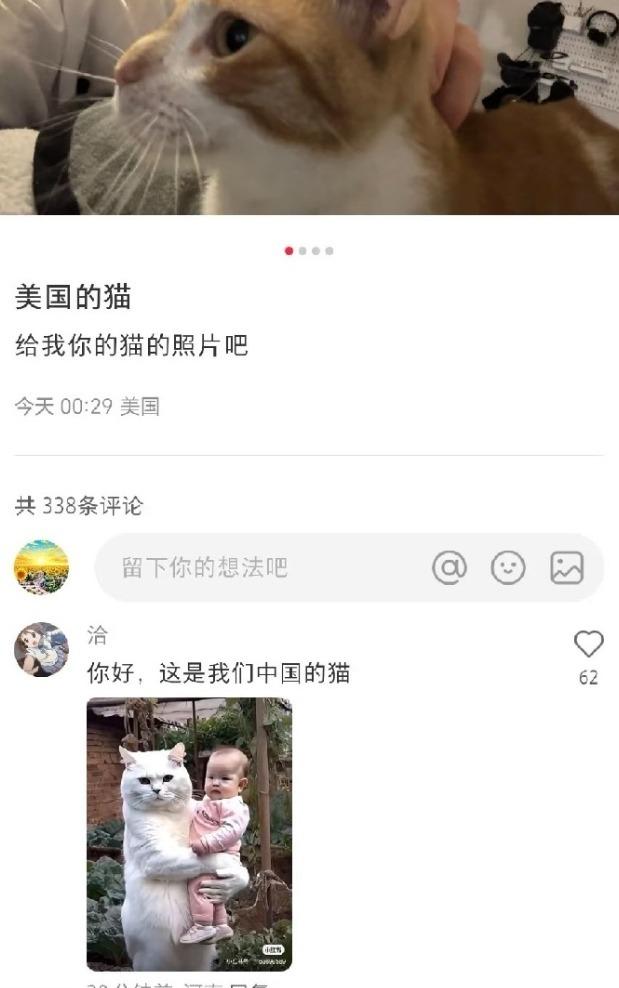 美国的猫
给我你的猫的照片吧
今天 00:29 美国
共 338条评论
留下你的想法吧
洽
你好，这是我们中国的猫
62
小红书